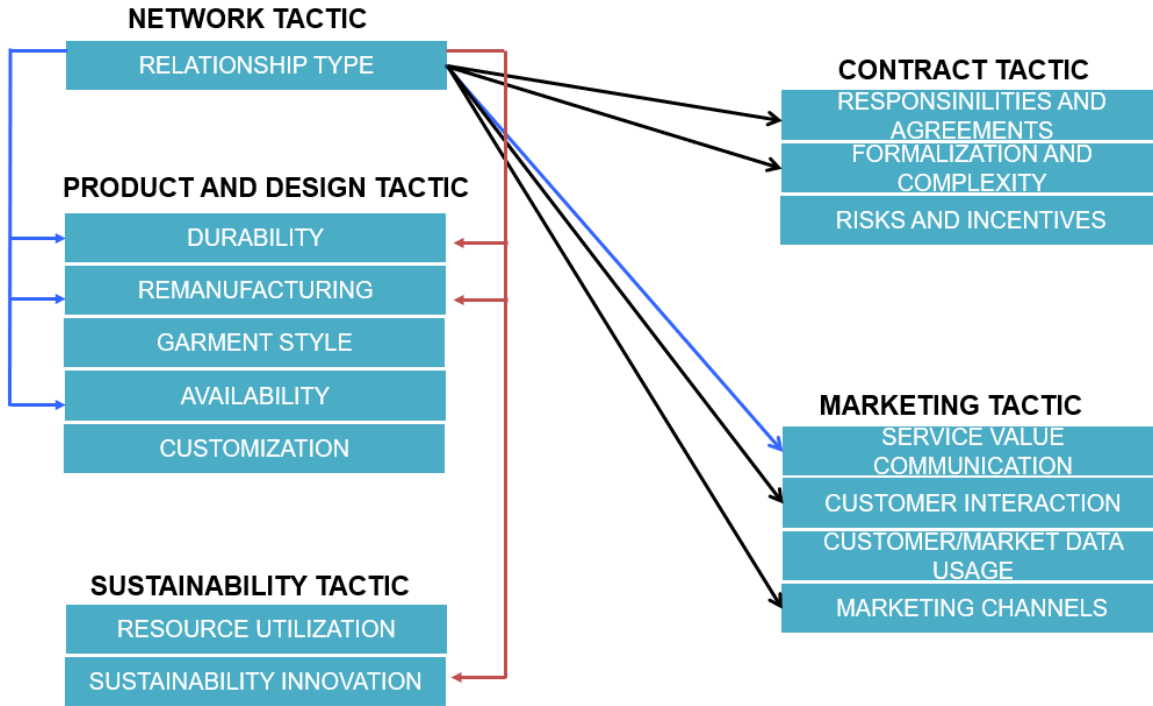 NETWORK TACTIC
RELATIONSHIP TYPE
PRODUCT AND DESIGN TACTIC
DURABILITY
REMANUFACTURING
GARMENT STYLE
AVAILABILITY
CUSTOMIZATION
SUSTAINABILITY TACTIC
RESOURCE UTILIZATION
SUSTAINABILITY INNOVATION
CONTRACT TACTIC
RESPONSINILITIES AND
AGREEMENTS
FORMALIZATION AND
COMPLEXITY
RISKS AND INCENTIVES
MARKETING TACTIC
SERVICE VALUE
COMMUNICATION
CUSTOMER INTERACTION
CUSTOMER/MARKET DATA
USAGE
MARKETING CHANNELS